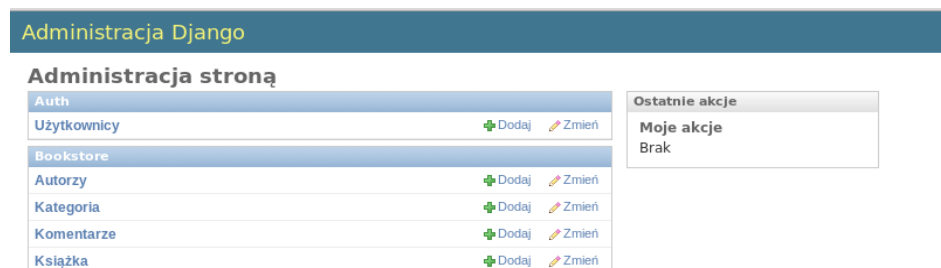 Administracja Django
Administracja stroną
Auth
Użytkownicy Dodaj Zmień
Bookstore
Autorzy Dodaj Zmień
Kategoria Dodaj Zmień
Komentarze Dodaj Zmień
Książka Dodaj Zmień
Ostatnie akcje
Moje akcje
Brak